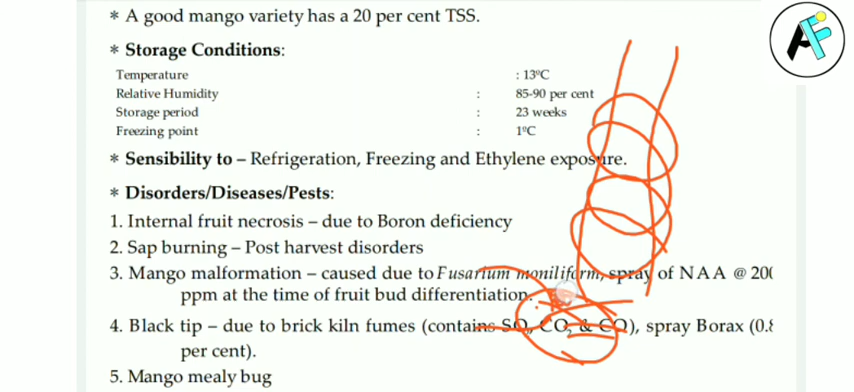 * A good mango variety has a 20 per cent TSS.
* Storage Conditions:
Temperature : 13°C
Relative Humidity : 85-90 per cent
Storage period : 23 weeks
Freezing point : 1°C
* Sensibility to – Refrigeration, Freezing and Ethylene exposure.
* Disorders/Diseases/Pests:
1. Internal fruit necrosis – due to Boron deficiency
2. Sap burning – Post harvest disorders
3. Mango malformation – caused due to Fusarium moniliform, spray of NAA @
ppm at the time of fruit bud differentiation.
4. Black tip – due to brick kiln fumes (contains SO, CO, & CO), spray Borax
per cent).
5. Mango mealy bug
AF